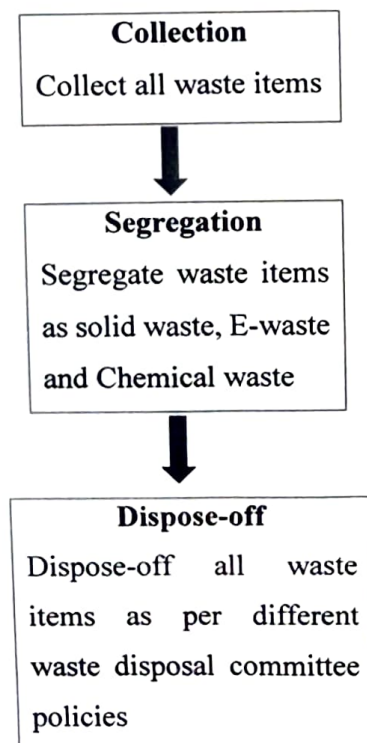 Collection
Collect all waste items
Segregation
Segregate waste items
as solid waste, E-waste
and Chemical waste
Dispose-off
Dispose-off all waste
items as per different
waste disposal committee
policies